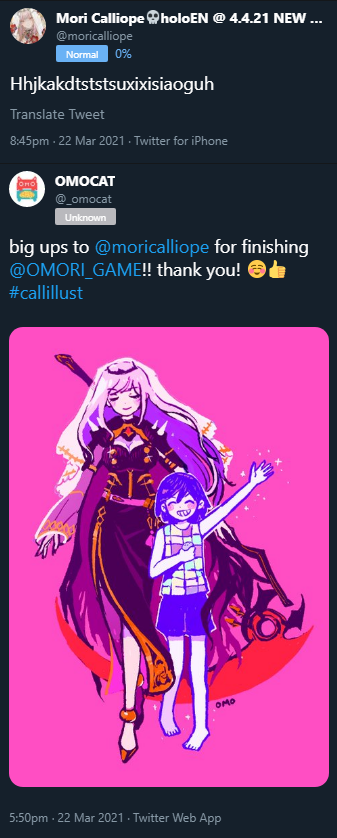 Mori Calliope💀holoEN @ 4.4.21 NEW ...
@moricalliope
Normal 0%
Hhjkakdtststsuxixisiaoguh
Translate Tweet
8:45pm · 22 Mar 2021 · Twitter for iPhone
OMO
OMOCAT
@_omocat
Unknown
big ups to @moricalliope for finishing
@OMORI_GAME!! thank you! ☺️👍
#callillust
OMO
5:50pm · 22 Mar 2021 · Twitter Web App